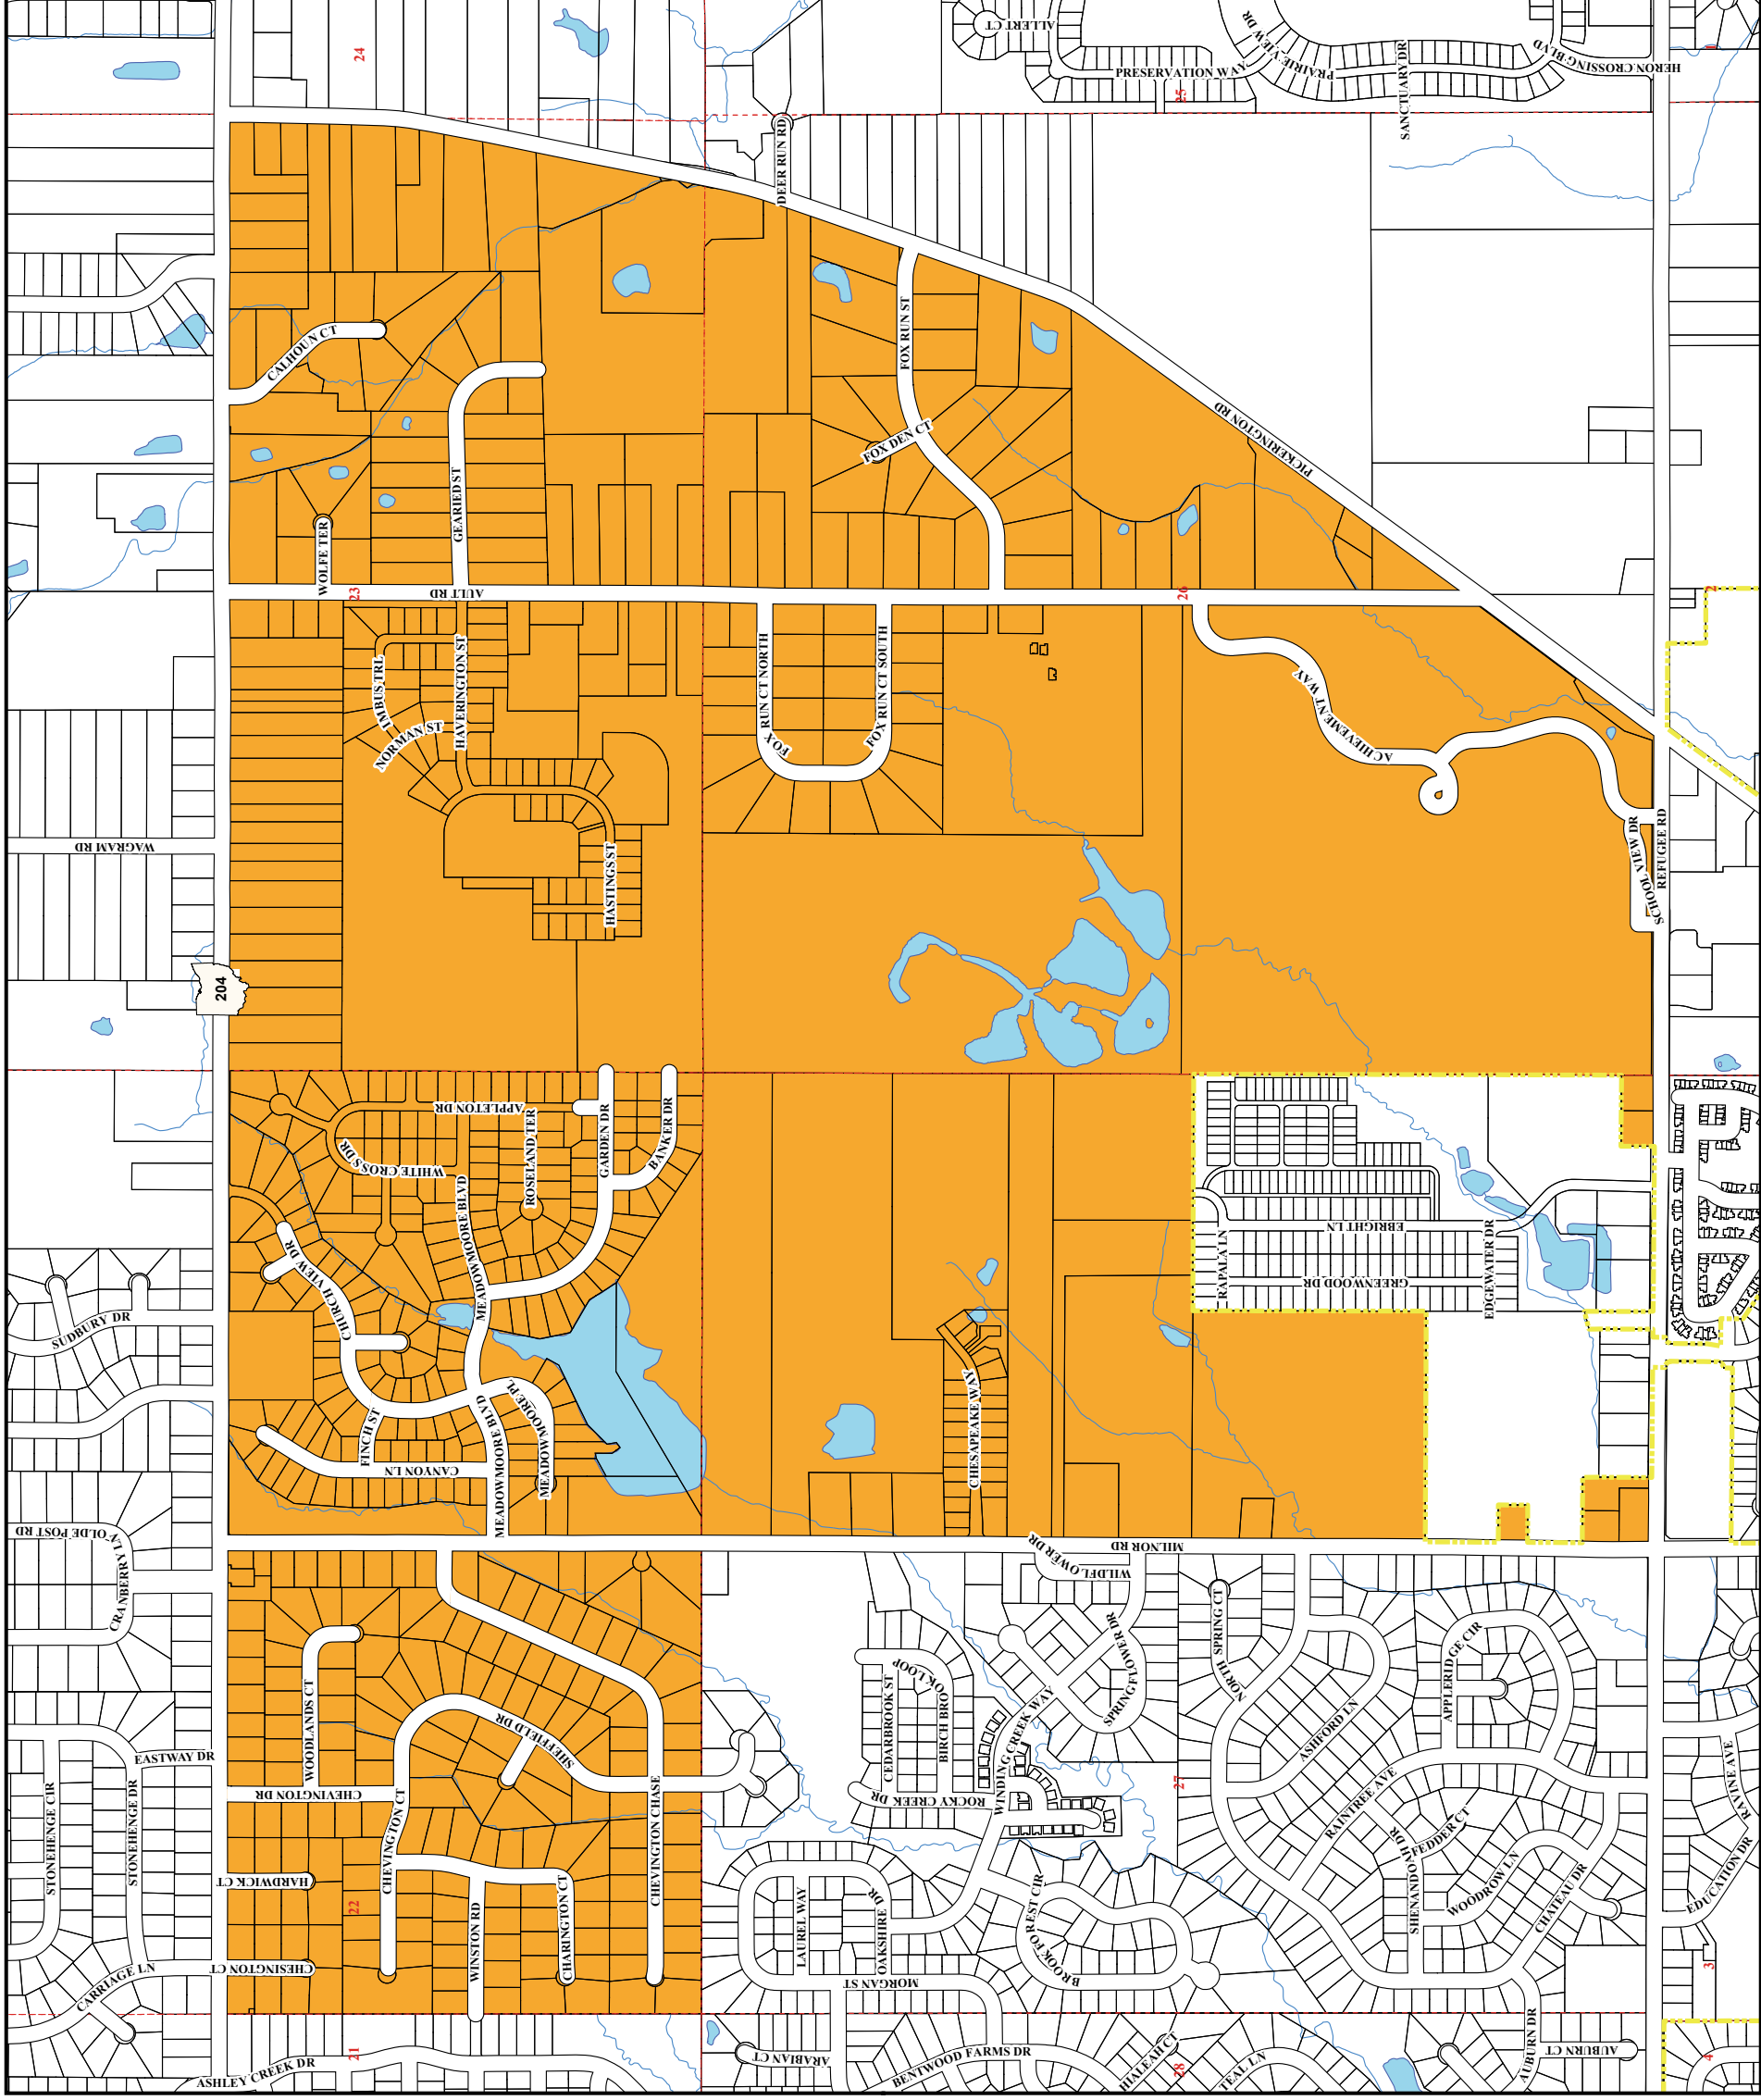 ALLERT CT
24
PRESERVATION WAY
PRAIRIE VIEW DR
SANCTUARY DR
HERON CROSSING BLVD
1
25
DEER RUN RD
CALHOUN CT
FOX RUN ST
FOX DEN CT
PICKERINGTON RD
GEARIED ST
WOLFE TER
23
AULT RD
26
2
IMBUS TRL
NORMAN ST
HAVERINGTON ST
FOX RUN CT NORTH
FOX RUN CT SOUTH
ACHIEVEMENT WAY
WAGRAM RD
HASTINGS ST
SCHOOL VIEW DR
REFUGEE RD
204
APPLETON DR
WHITE CROSS DR
ROSELAND TER
GARDEN DR
BANKER DR
MEADOWMOORE BLVD
CHURCH VIEW DR
SUDBURY DR
RAPALA LN
EBRIGHT LN
GREENWOOD DR
EDGEWATER DR
FINCH ST
CANYON LN
MEADOWMOORE BLVD
MEADOWMOORE PL
CHESAPEAKE WAY
OLDE POST RD
CRANBERRY LN
MILNOR RD
WILDFLOWER DR
SPRINGFLOWER DR
NORTH SPRING CT
APPLERIDGE CIR
ASHFORD LN
BIRCH BROOK LOOP
CEDARBROOK ST
ROCKY CREEK DR
WINDING CREEK WAY
27
WOODLANDS CT
SHEFFIELD DR
EASTWAY DR
CHEVINGTON DR
CHEVINGTON CT
CHEVINGTON CHASE
STONEHENGE CIR
STONEHENGE DR
HARDWICK CT
22
WINSTON RD
CHARINGTON CT
CHESINGTON CT
CARRIAGE LN
LAUREL WAY
OAKSHIRE DR
MORGAN ST
BROOK FOREST CIR
RAINTREE AVE
FEDDER CT
SHENANDOAH DR
WOODROW LN
CHATEAU DR
RAVINE AVE
EDUCATION DR
3
21
ASHLEY CREEK DR
ARABIAN CT
BENTWOOD FARMS DR
HIALEAH CT
28
TEAL LN
AUBURN DR
AUBURN CT
4